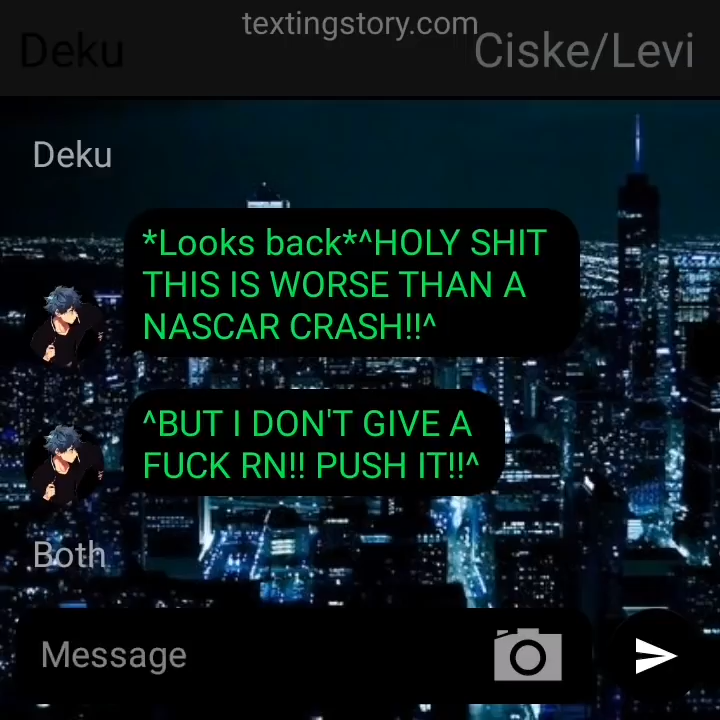 textingstory.com
Deku
Ciske/Levi
Deku
*Looks back*^HOLY SHIT
THIS IS WORSE THAN A
NASCAR CRASH!!^
^BUT I DON'T GIVE A
FUCK RN!! PUSH IT!!^
Both
Message